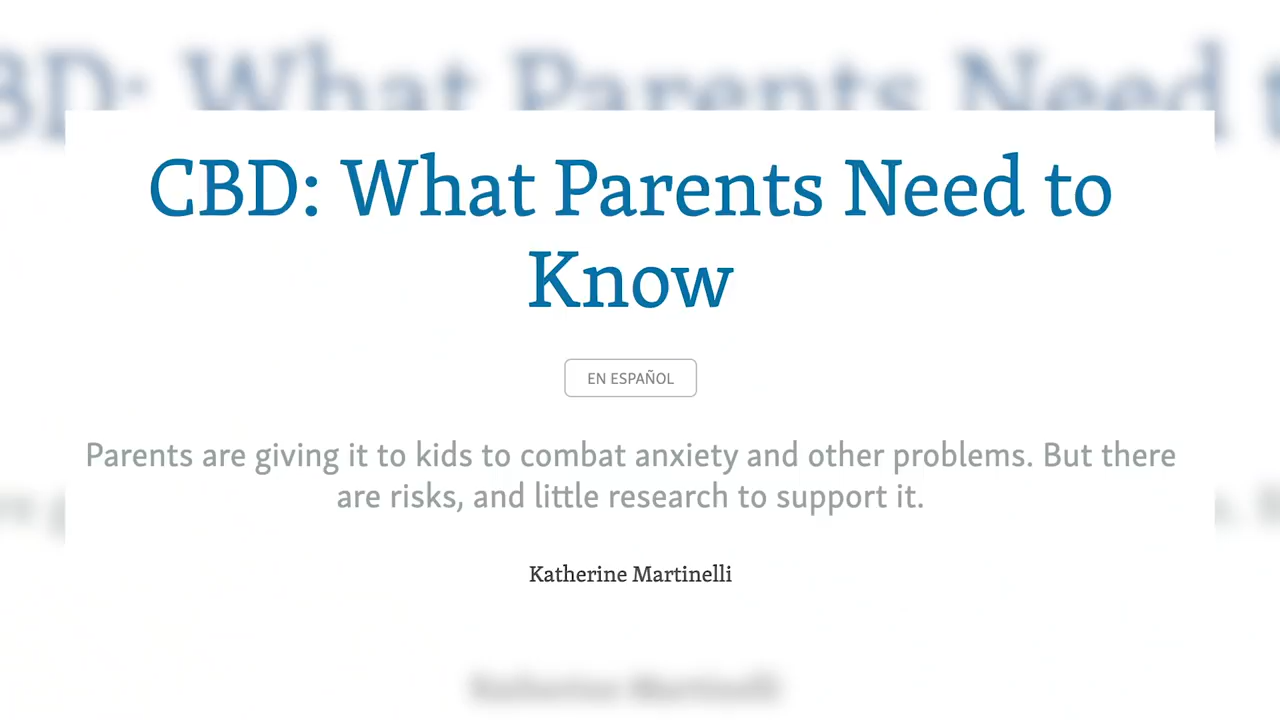 CBD: What Parents Need to
Know
EN ESPAÑOL
Parents are giving it to kids to combat anxiety and other problems. But there
are risks, and little research to support it.
Katherine Martinelli